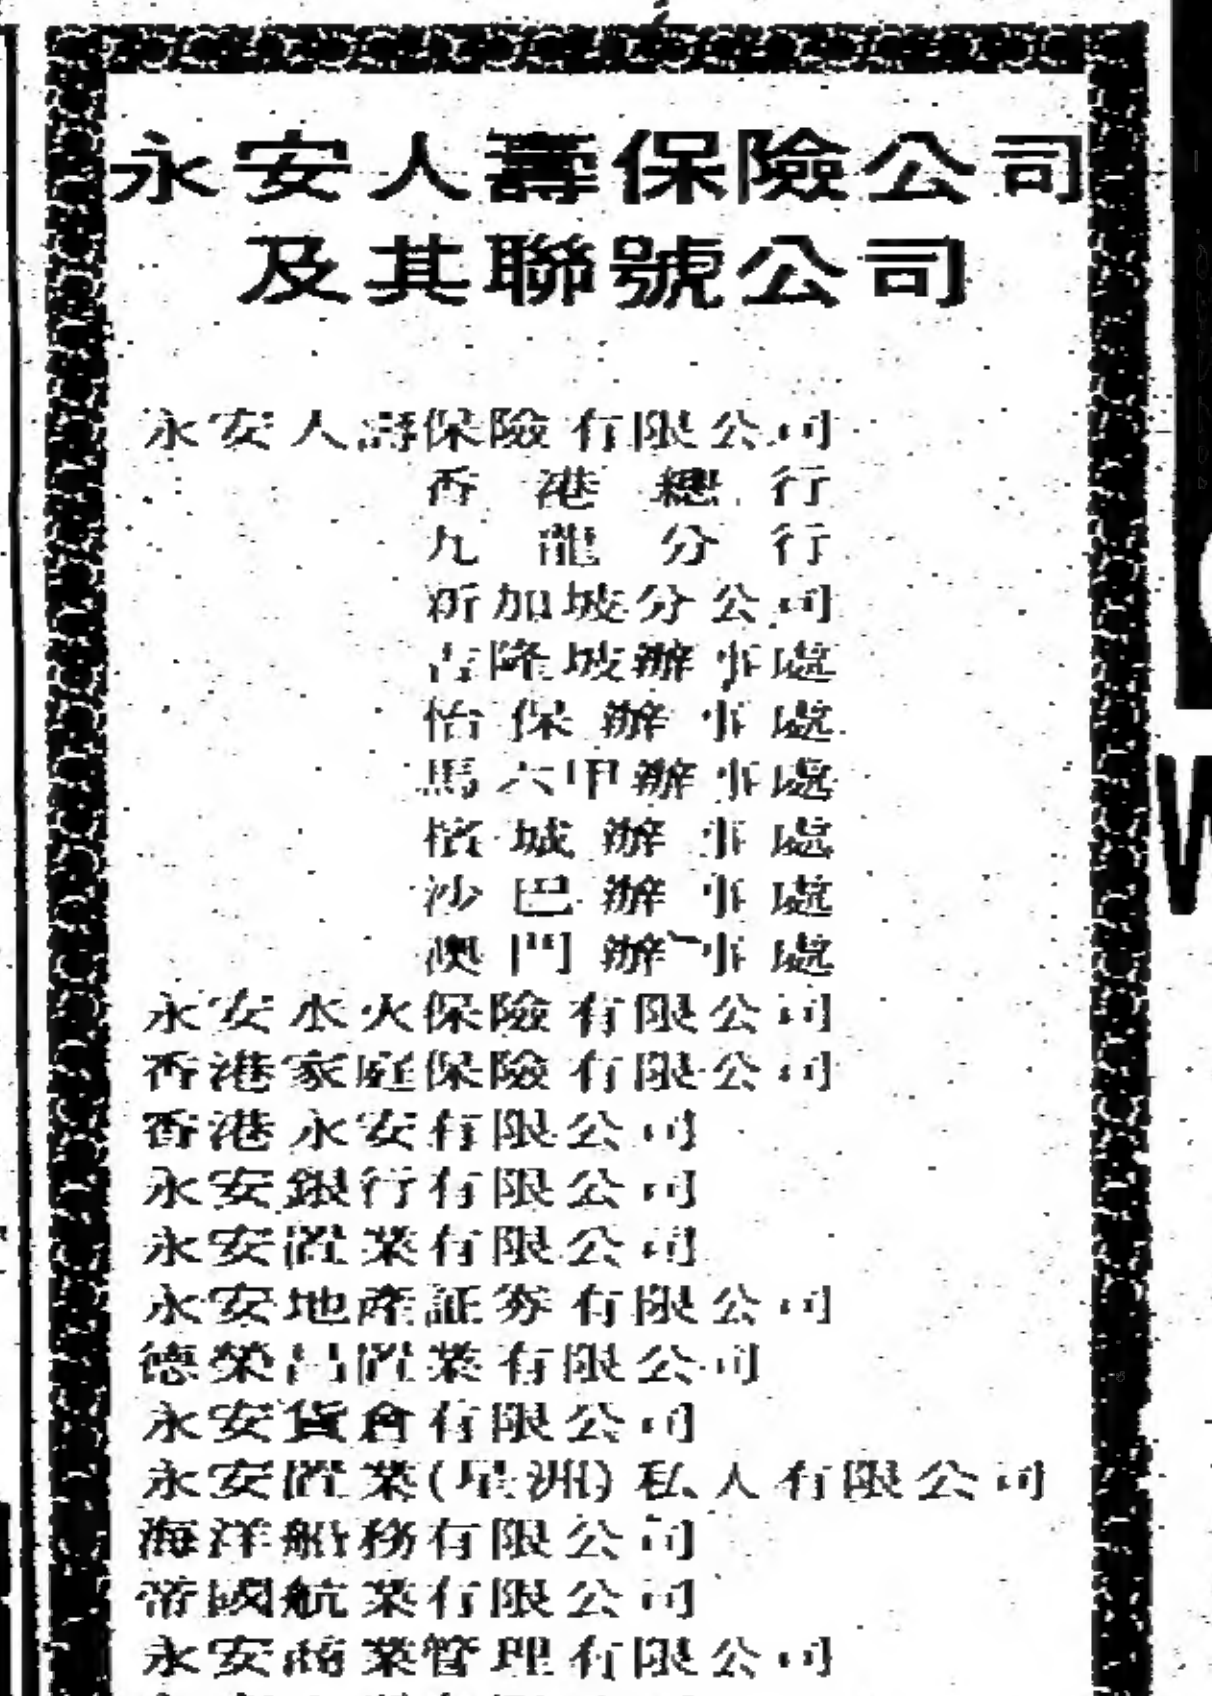 永安人壽保險公司
及其聯號公司
永安人壽保險有限公司
香港總行
九龍分行
新加坡分公司
吉隆坡辦事處
怡保辦事處
馬六甲辦事處
檳城辦事處
沙巴辦事處
澳門辦事處
永安水火保險有限公司
香港家庭保險有限公司
香港永安有限公司
永安銀行有限公司
永安置業有限公司
永安地產証券有限公司
德榮昌置業有限公司
永安貨倉有限公司
永安置業(星洲)私人有限公司
海洋船務有限公司
帝國航業有限公司
永安商業管理有限公司